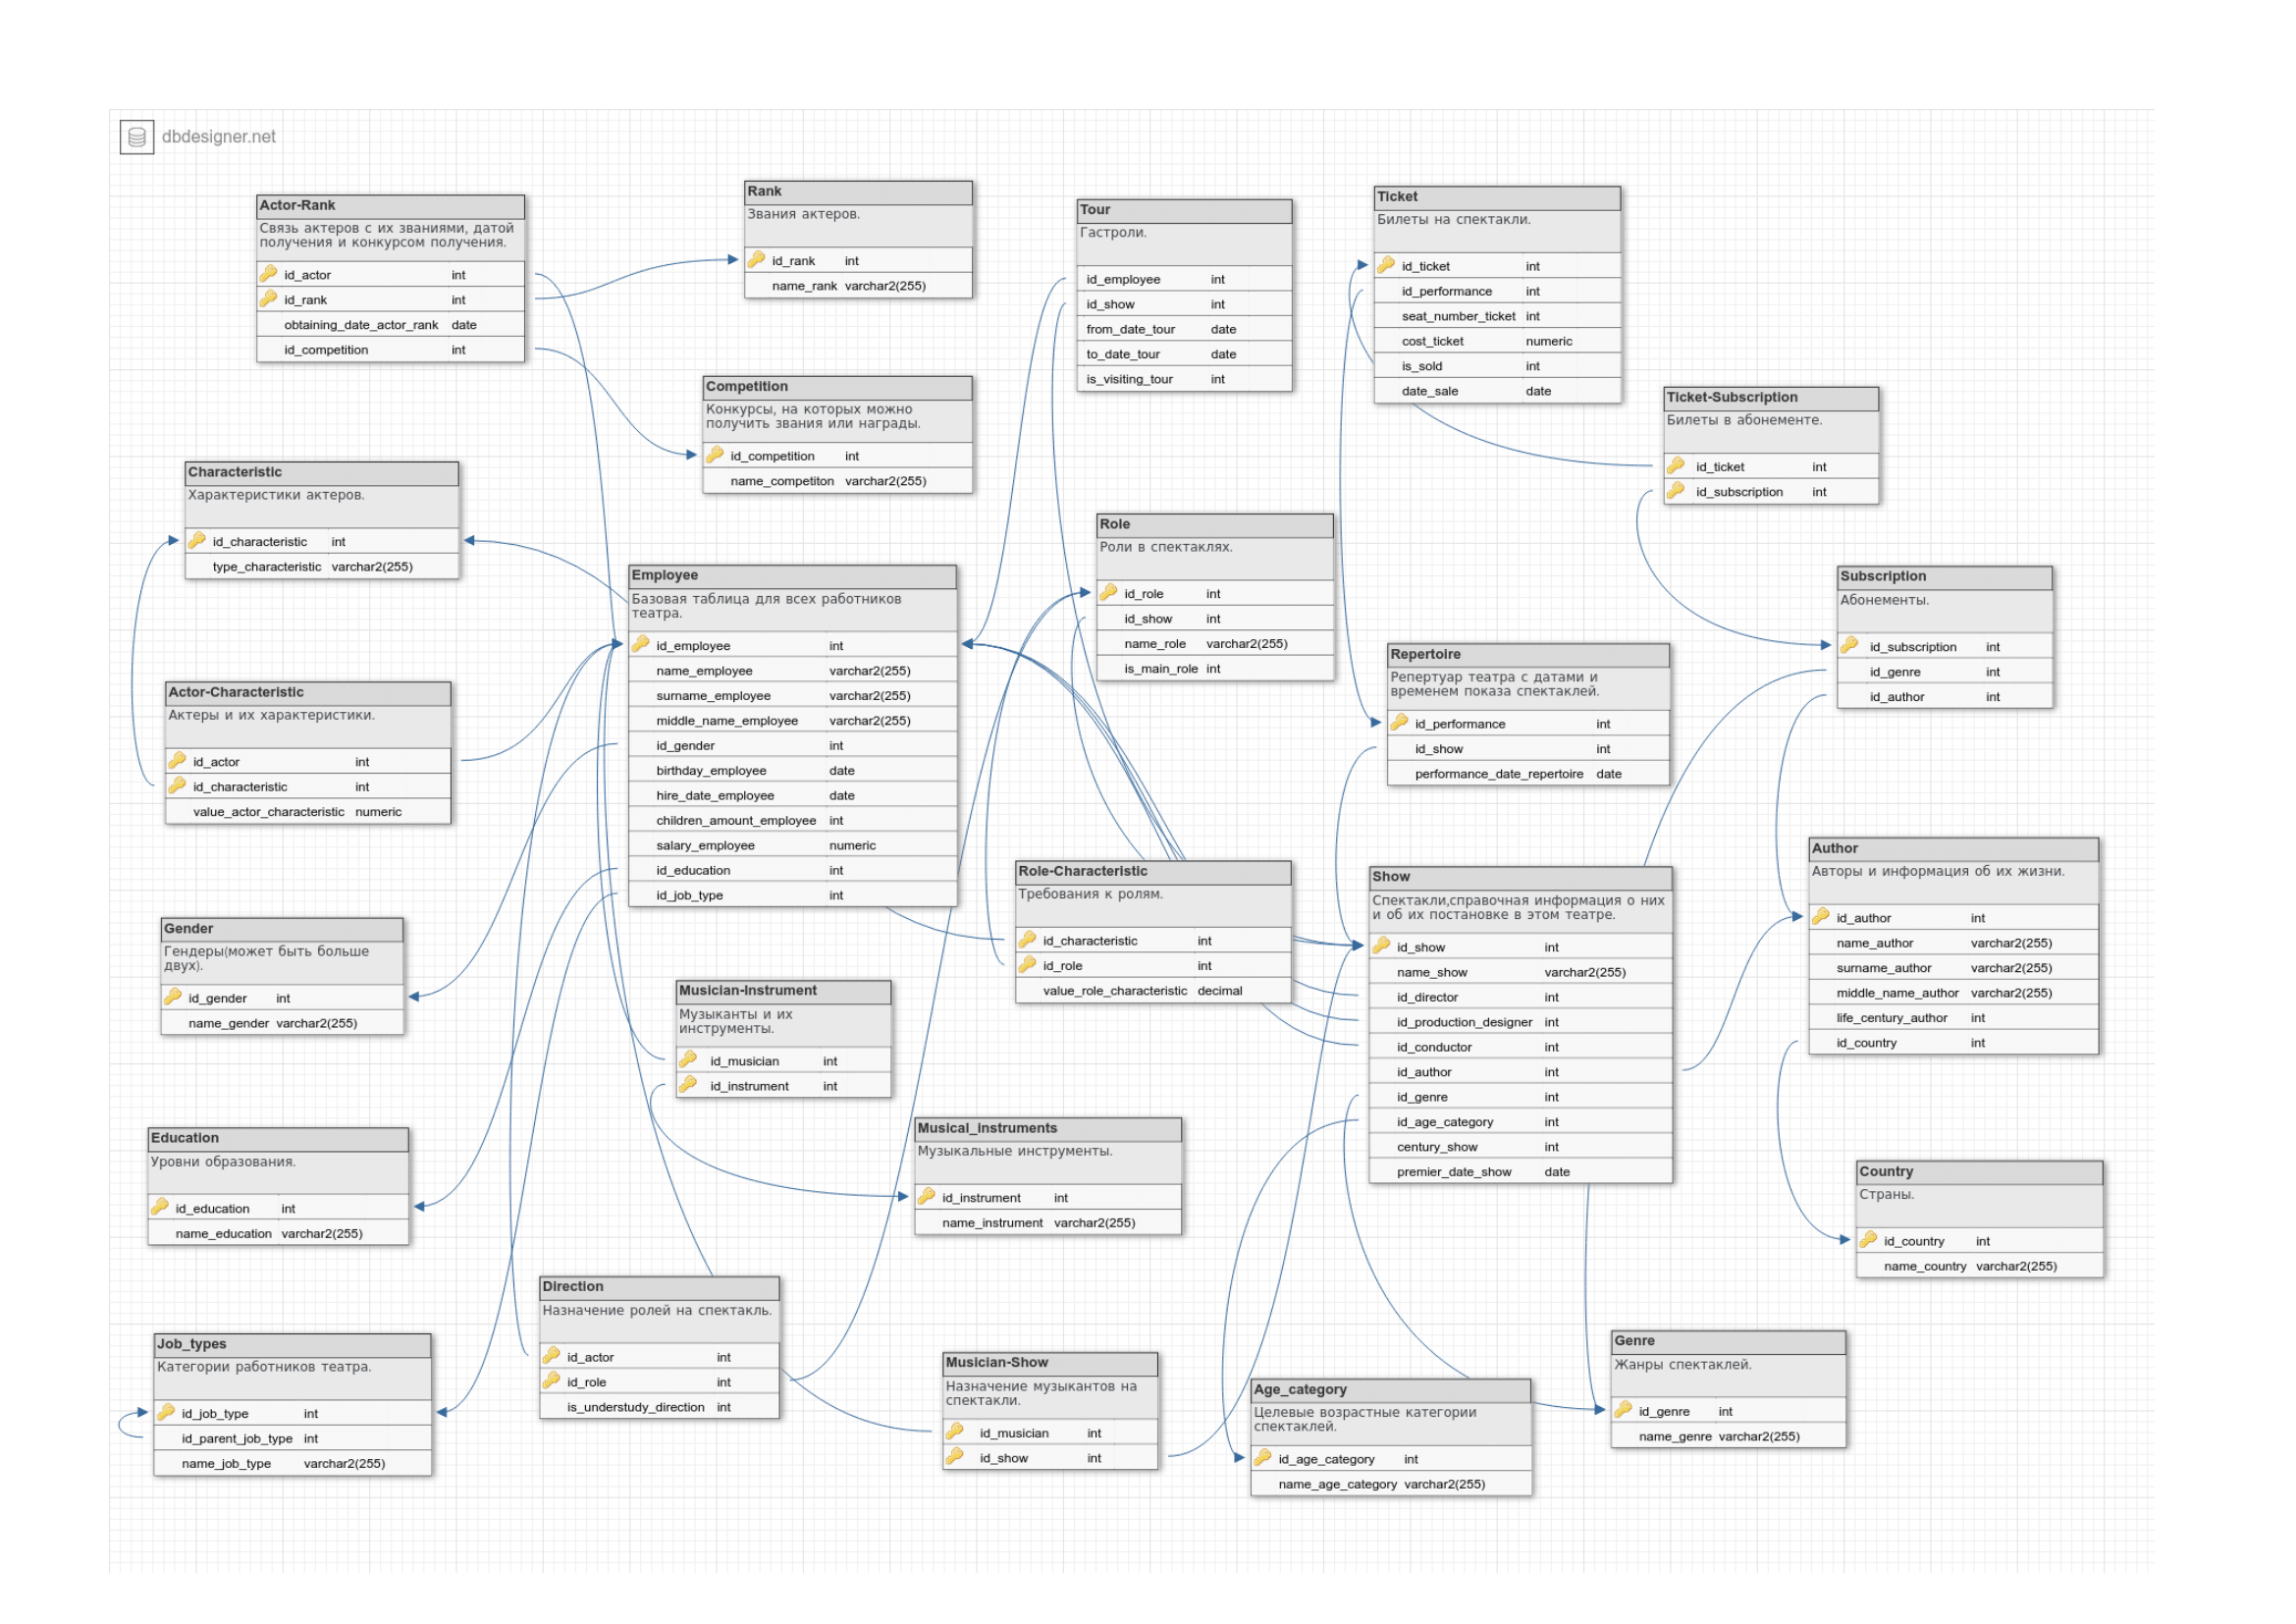 dbdesigner.net
Actor-Rank
Связь актеров с их званиями, датой
получения и конкурсом получения.
id_actor int
id_rank int
obtaining_date_actor_rank date
id_competition int
Rank
Звания актеров.
id_rank int
name_rank varchar2(255)
Tour
Гастроли.
id_employee int
id_show int
from_date_tour date
to_date_tour date
is_visiting_tour int
Ticket
Билеты на спектакли.
id_ticket int
id_performance int
seat_number_ticket int
cost_ticket numeric
is_sold int
date_sale date
Competition
Конкурсы, на которых можно
получить звания или награды.
id_competition int
name_competiton varchar2(255)
Ticket-Subscription
Билеты в абонементе.
id_ticket int
id_subscription int
Characteristic
Характеристики актеров.
id_characteristic int
type_characteristic varchar2(255)
Role
Роли в спектаклях.
id_role int
id_show int
name_role varchar2(255)
is_main_role int
Employee
Базовая таблица для всех работников
театра.
id_employee int
name_employee varchar2(255)
surname_employee varchar2(255)
middle_name_employee varchar2(255)
id_gender int
birthday_employee date
hire_date_employee date
children_amount_employee int
salary_employee numeric
id_education int
id_job_type int
Subscription
Абонементы.
id_subscription int
id_genre int
id_author int
Repertoire
Репертуар театра с датами и
временем показа спектаклей.
id_performance int
id_show int
performance_date_repertoire date
Actor-Characteristic
Актеры и их характеристики.
id_actor int
id_characteristic int
value_actor_characteristic numeric
Role-Characteristic
Требования к ролям.
id_characteristic int
id_role int
value_role_characteristic decimal
Show
Спектакли,справочная информация о них
и об их постановке в этом театре.
id_show int
name_show varchar2(255)
id_director int
id_production_designer int
id_conductor int
id_author int
id_genre int
id_age_category int
century_show int
premier_date_show date
Author
Авторы и информация об их жизни.
id_author int
name_author varchar2(255)
surname_author varchar2(255)
middle_name_author varchar2(255)
life_century_author int
id_country int
Gender
Гендеры(может быть больше
двух).
id_gender int
name_gender varchar2(255)
Musician-Instrument
Музыканты и их
инструменты.
id_musician int
id_instrument int
Musical_instruments
Музыкальные инструменты.
id_instrument int
name_instrument varchar2(255)
Education
Уровни образования.
id_education int
name_education varchar2(255)
Country
Страны.
id_country int
name_country varchar2(255)
Direction
Назначение ролей на спектакль.
id_actor int
id_role int
is_understudy_direction int
Job_types
Категории работников театра.
id_job_type int
id_parent_job_type int
name_job_type varchar2(255)
Musician-Show
Назначение музыкантов на
спектакли.
id_musician int
id_show int
Age_category
Целевые возрастные категории
спектаклей.
id_age_category int
name_age_category varchar2(255)
Genre
Жанры спектаклей.
id_genre int
name_genre varchar2(255)